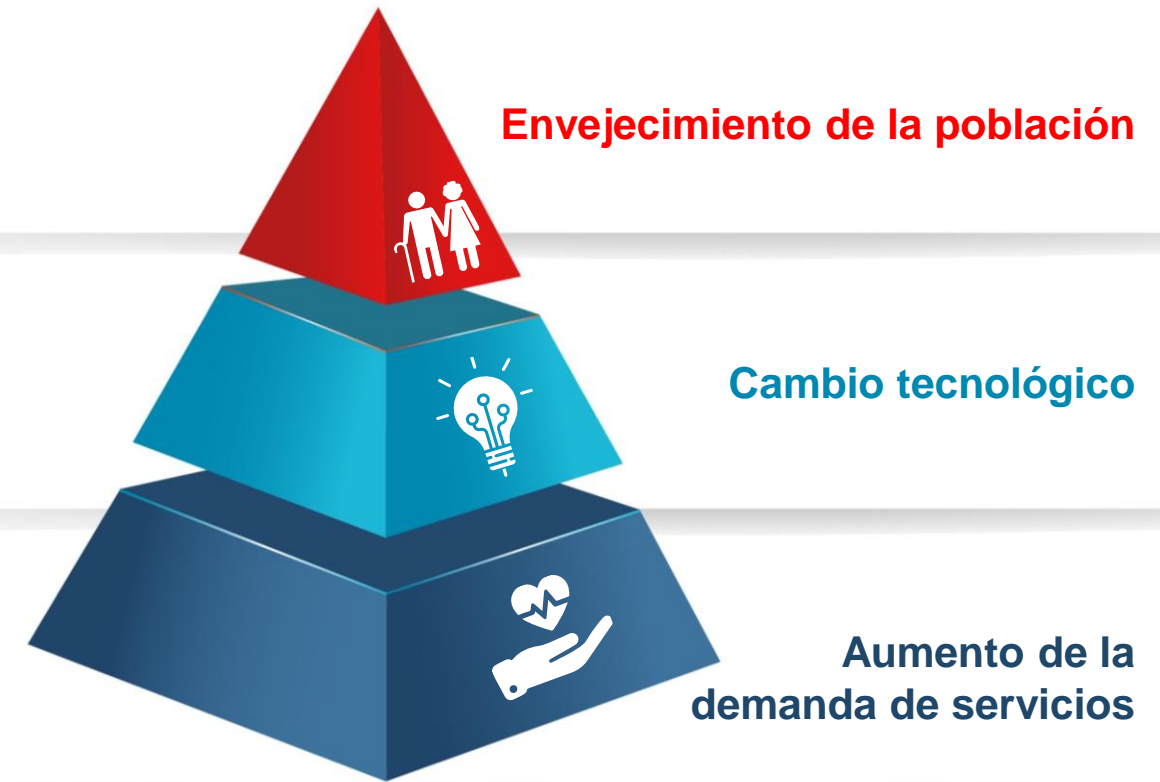 Envejecimiento de la población
Cambio tecnológico
Aumento de la
demanda de servicios